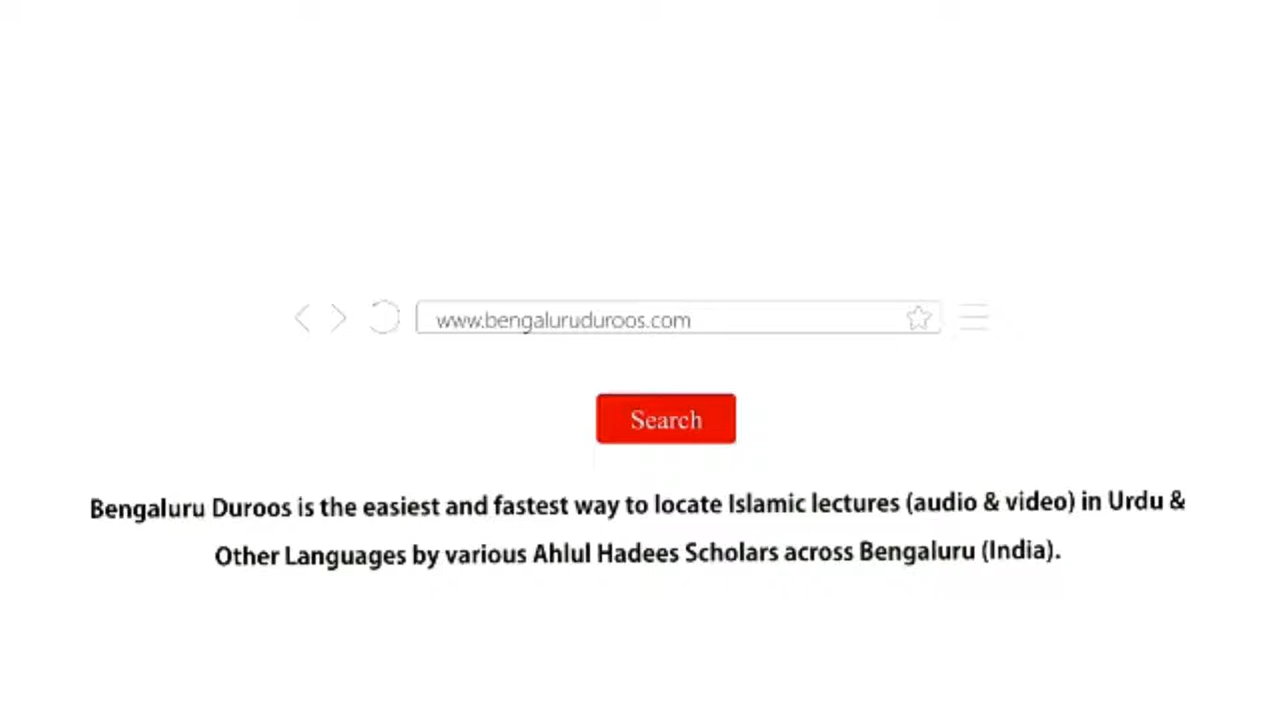 www.bengaluruduroos.com
Search
Bengaluru Duroos is the easiest and fastest way to locate Islamic lectures (audio & video) in Urdu &
Other Languages by various Ahlul Hadees Scholars across Bengaluru (India).